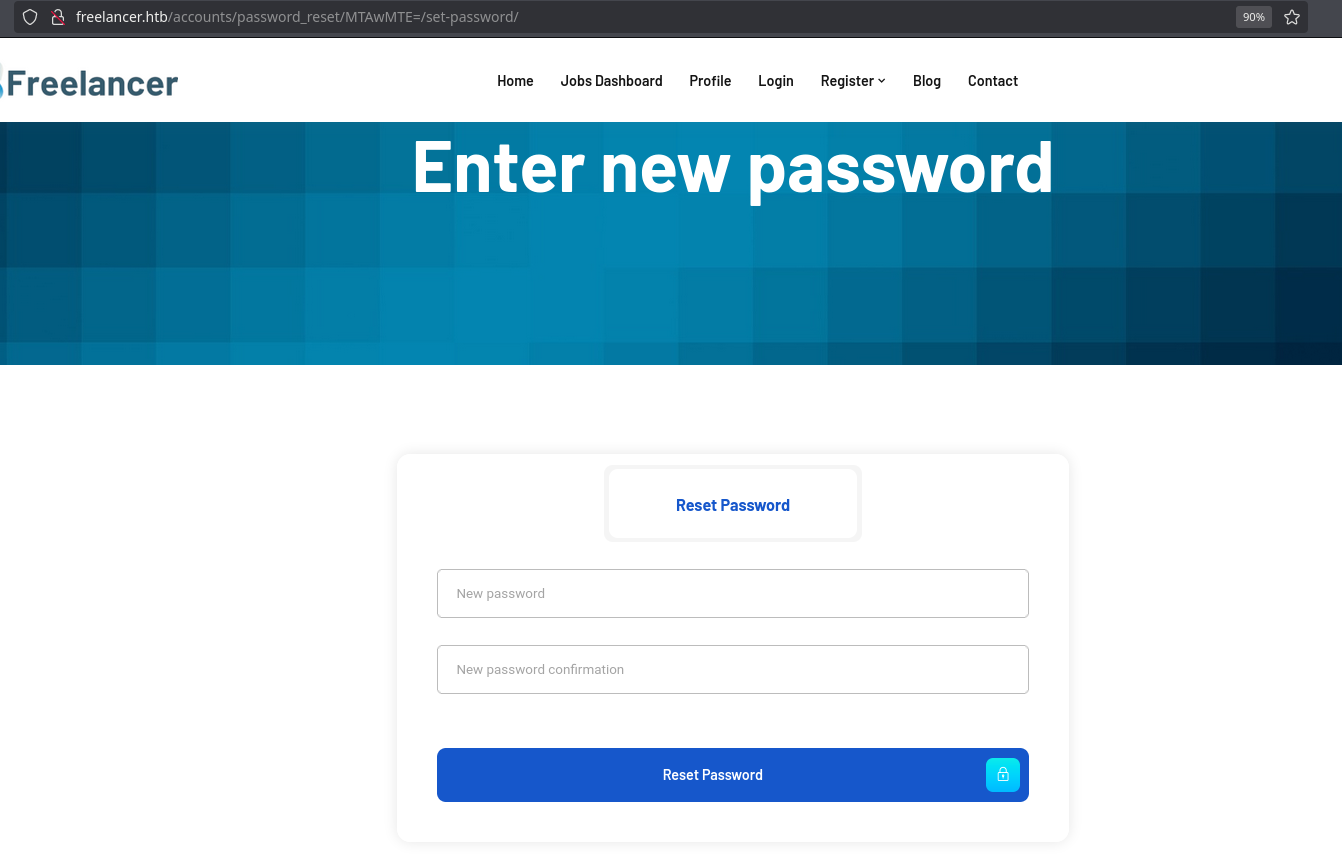 freelancer.htb/accounts/password_reset/MTAwMTE=/set-password/
90%
Freelancer
Home Jobs Dashboard Profile Login Register Blog Contact
Enter new password
Reset Password
New password
New password confirmation
Reset Password